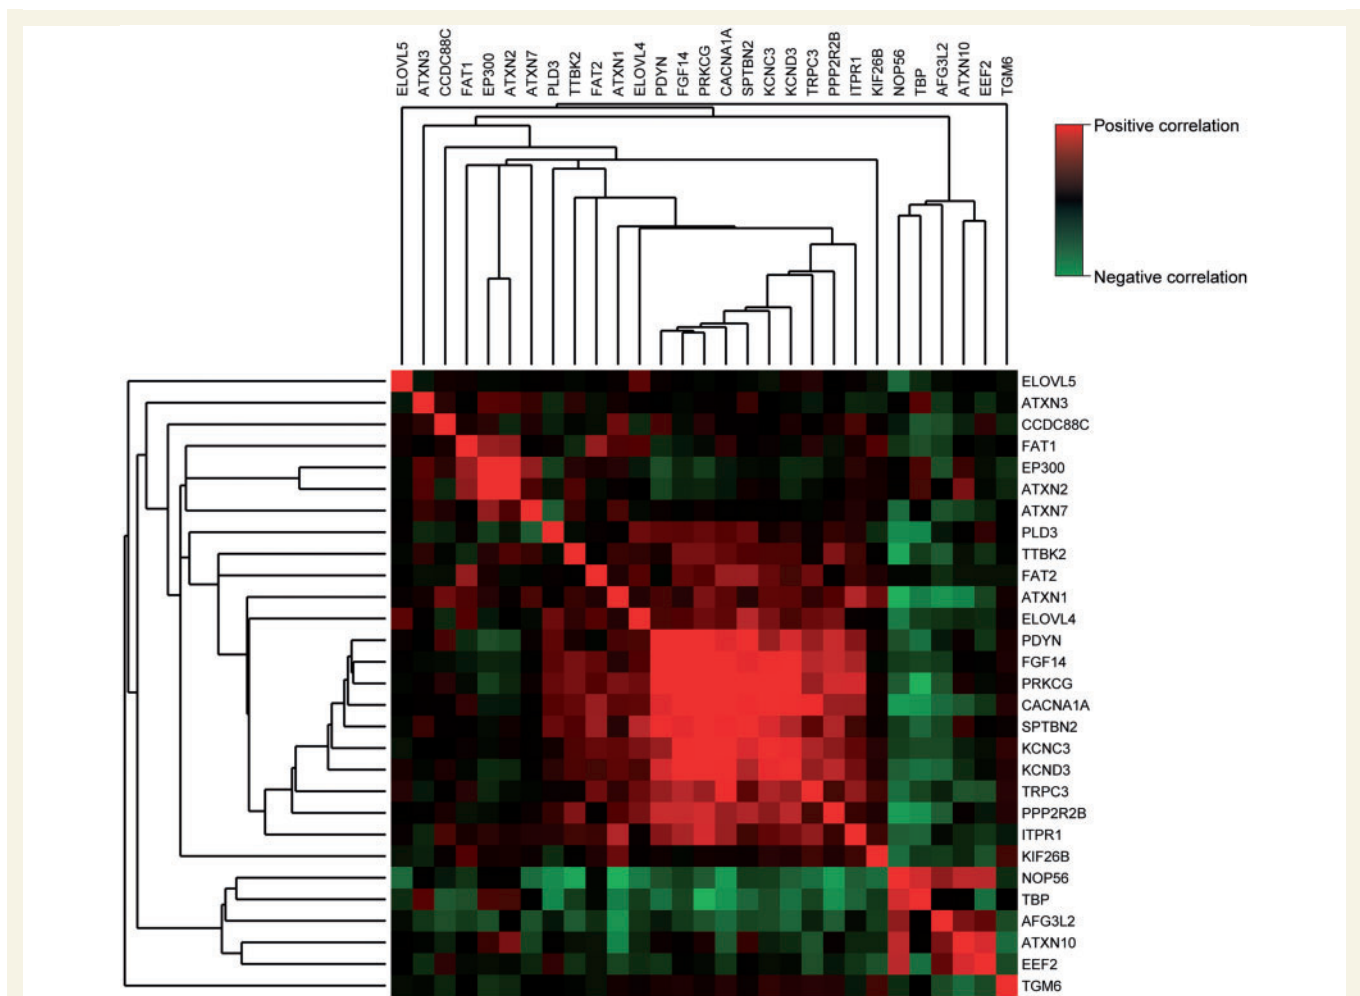 ELOVL5
ATXN3
CCDC88C
FAT1
EP300
ATXN2
ATXN7
PLD3
TTBK2
FAT2
ATXN1
ELOVL4
PDYN
FGF14
PRKCG
CACNA1A
SPTBN2
KCNC3
KCND3
TRPC3
PPP2R2B
ITPR1
KIF26B
NOP56
TBP
AFG3L2
ATXN10
EEF2
TGM6
Positive correlation
Negative correlation
ELOVL5
ATXN3
CCDC88C
FAT1
EP300
ATXN2
ATXN7
PLD3
TTBK2
FAT2
ATXN1
ELOVL4
PDYN
FGF14
PRKCG
CACNA1A
SPTBN2
KCNC3
KCND3
TRPC3
PPP2R2B
ITPR1
KIF26B
NOP56
TBP
AFG3L2
ATXN10
EEF2
TGM6